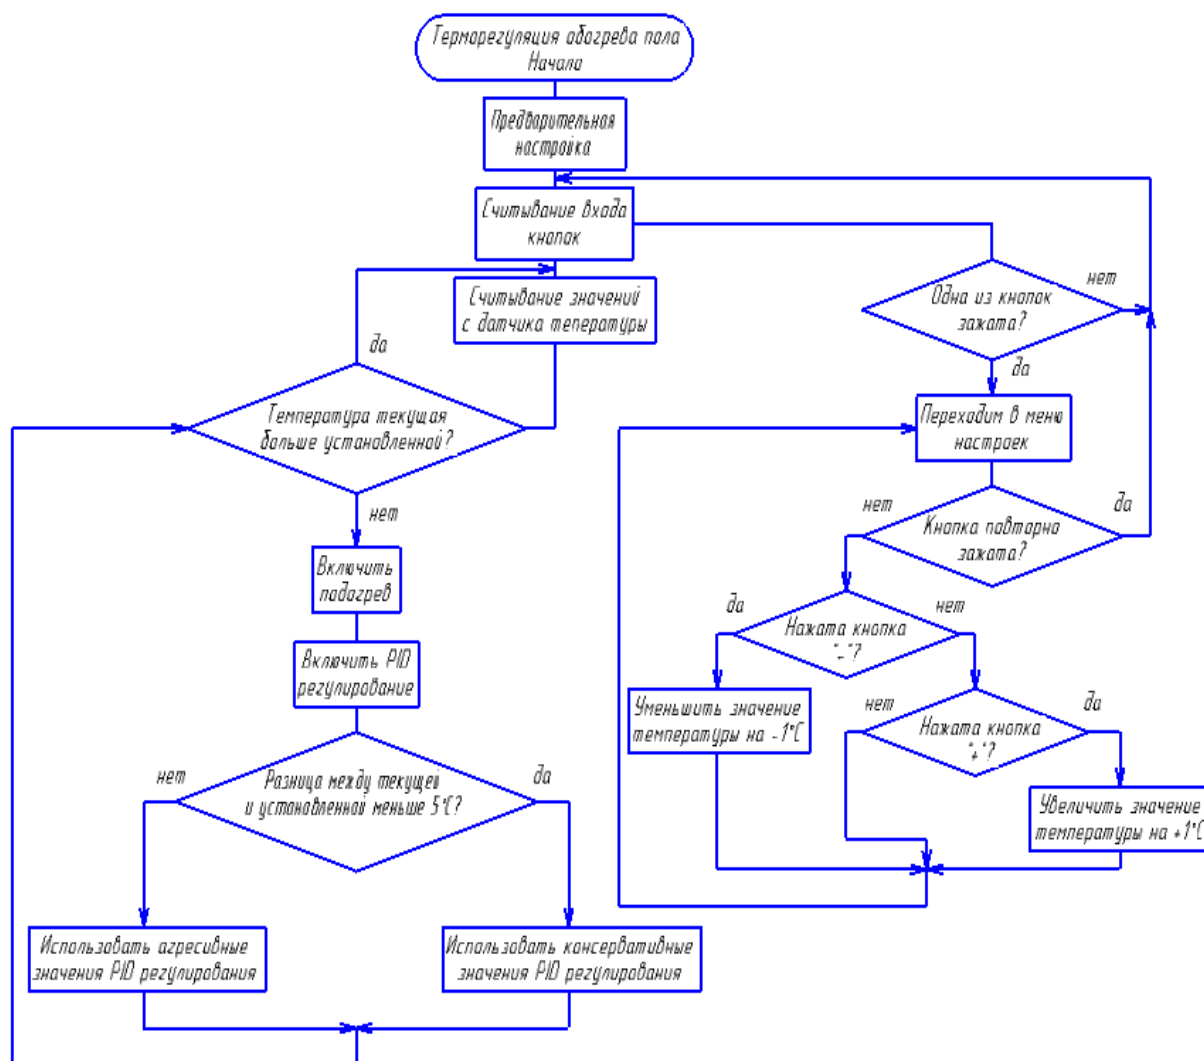 Терморегуляция обогрева пола
Начало
Предварительная
настройка
Считывание входа
кнопок
Считывание значений
с датчика тепературы
Одна из кнопок
зажата?
нет
да
да
Температура текущая
больше установленной?
нет
Переходим в меню
настроек
нет
да
Кнопка повторно
зажата?
Включить
подогрев
да
нет
Нажата кнопка
"-"?
Включить PID
регулирование
Уменьшить значение
температуры на -1°C
нет
да
Нажата кнопка
"+"?
нет
да
Разница между текущей
и установленной меньше 5°C?
Увеличить значение
температуры на +1°C
Использовать агресивные
значения PID регулирования
Использовать консервативные
значения PID регулирования